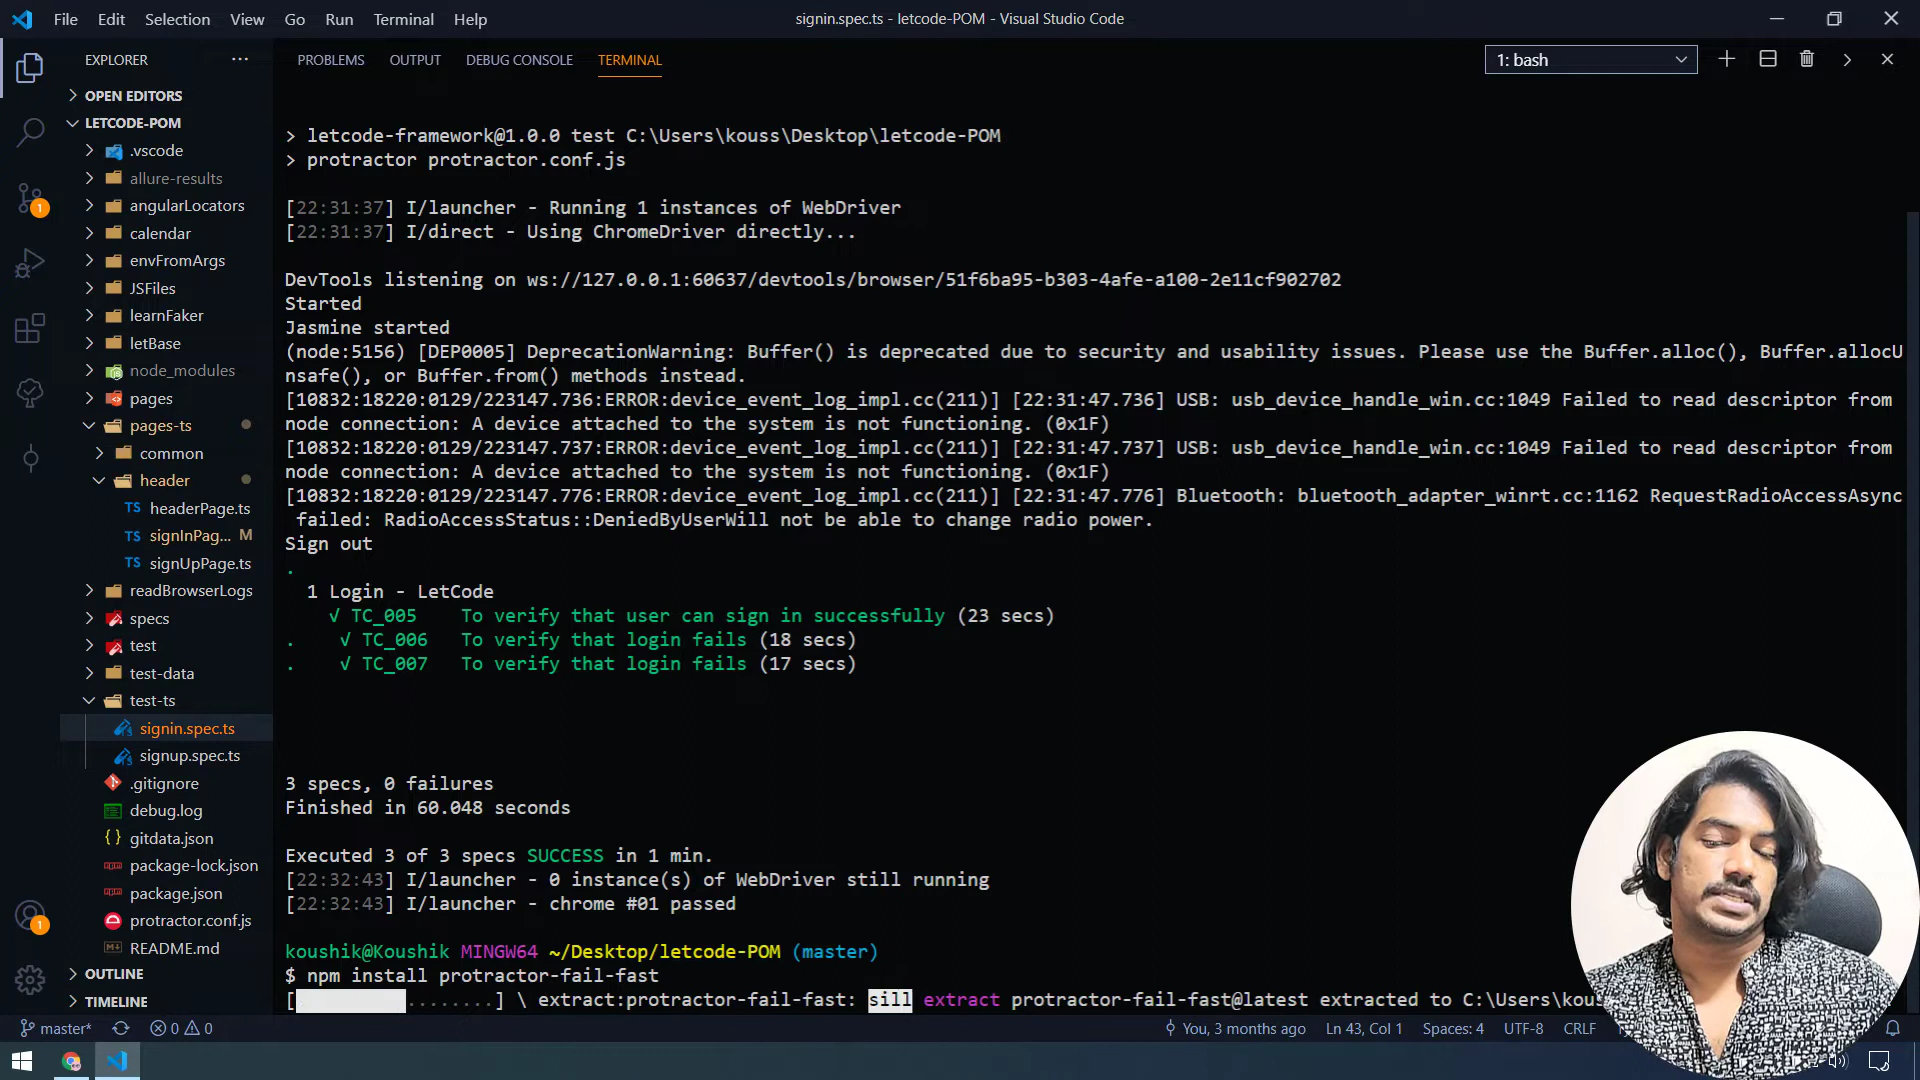 File Edit Selection View Go Run Terminal Help
signin.spec.ts - letcode-POM - Visual Studio Code
EXPLORER
PROBLEMS OUTPUT DEBUG CONSOLE TERMINAL
1: bash
OPEN EDITORS
LETCODE-POM
.vscode
allure-results
angularLocators
calendar
envFromArgs
JSFiles
learnFaker
letBase
node_modules
pages
pages-ts
common
header
TS headerPage.ts
TS signInPag... M
TS signUpPage.ts
readBrowserLogs
specs
test
test-data
test-ts
signin.spec.ts
signup.spec.ts
.gitignore
debug.log
{} gitdata.json
package-lock.json
package.json
protractor.conf.js
README.md
OUTLINE
TIMELINE
1
1
> letcode-framework@1.0.0 test C:\Users\kouss\Desktop\letcode-POM
> protractor protractor.conf.js
[22:31:37] I/launcher - Running 1 instances of WebDriver
[22:31:37] I/direct - Using ChromeDriver directly...
DevTools listening on ws://127.0.0.1:60637/devtools/browser/51f6ba95-b303-4afe-a100-2e11cf902702
Started
Jasmine started
(node:5156) [DEP0005] DeprecationWarning: Buffer() is deprecated due to security and usability issues. Please use the Buffer.alloc(), Buffer.allocU
nsafe(), or Buffer.from() methods instead.
[10832:18220:0129/223147.736:ERROR:device_event_log_impl.cc(211)] [22:31:47.736] USB: usb_device_handle_win.cc:1049 Failed to read descriptor from
node connection: A device attached to the system is not functioning. (0x1F)
[10832:18220:0129/223147.737:ERROR:device_event_log_impl.cc(211)] [22:31:47.737] USB: usb_device_handle_win.cc:1049 Failed to read descriptor from
node connection: A device attached to the system is not functioning. (0x1F)
[10832:18220:0129/223147.776:ERROR:device_event_log_impl.cc(211)] [22:31:47.776] Bluetooth: bluetooth_adapter_winrt.cc:1162 RequestRadioAccessAsync
failed: RadioAccessStatus::DeniedByUserWill not be able to change radio power.
Sign out
.
1 Login - LetCode
√ TC_005 To verify that user can sign in successfully (23 secs)
. √ TC_006 To verify that login fails (18 secs)
. √ TC_007 To verify that login fails (17 secs)
3 specs, 0 failures
Finished in 60.048 seconds
Executed 3 of 3 specs SUCCESS in 1 min.
[22:32:43] I/launcher - 0 instance(s) of WebDriver still running
[22:32:43] I/launcher - chrome #01 passed
koushik@Koushik MINGW64 ~/Desktop/letcode-POM (master)
$ npm install protractor-fail-fast
[ ........] \ extract:protractor-fail-fast: sill extract protractor-fail-fast@latest extracted to C:\Users\kous
master* 0 0 You, 3 months ago Ln 43, Col 1 Spaces: 4 UTF-8 CRLF